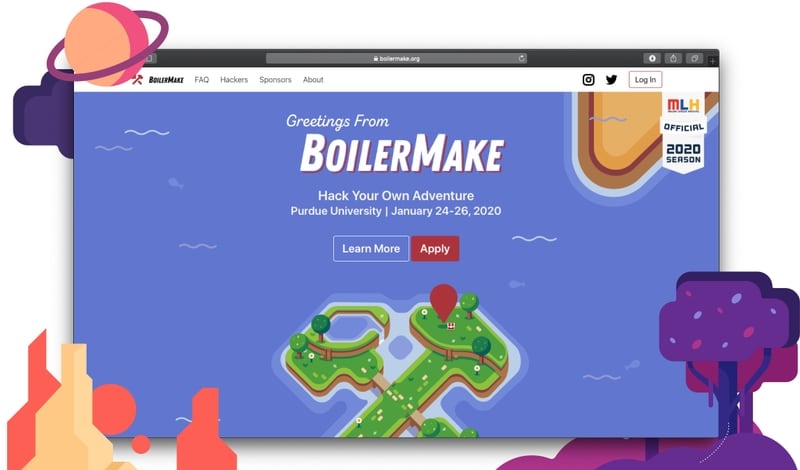 boilermake.org
BOILERMAKE FAQ Hackers Sponsors About Log In
MLH
OFFICIAL
2020
SEASON
Greetings From
BOILERMAKE
Hack Your Own Adventure
Purdue University | January 24-26, 2020
Learn More Apply